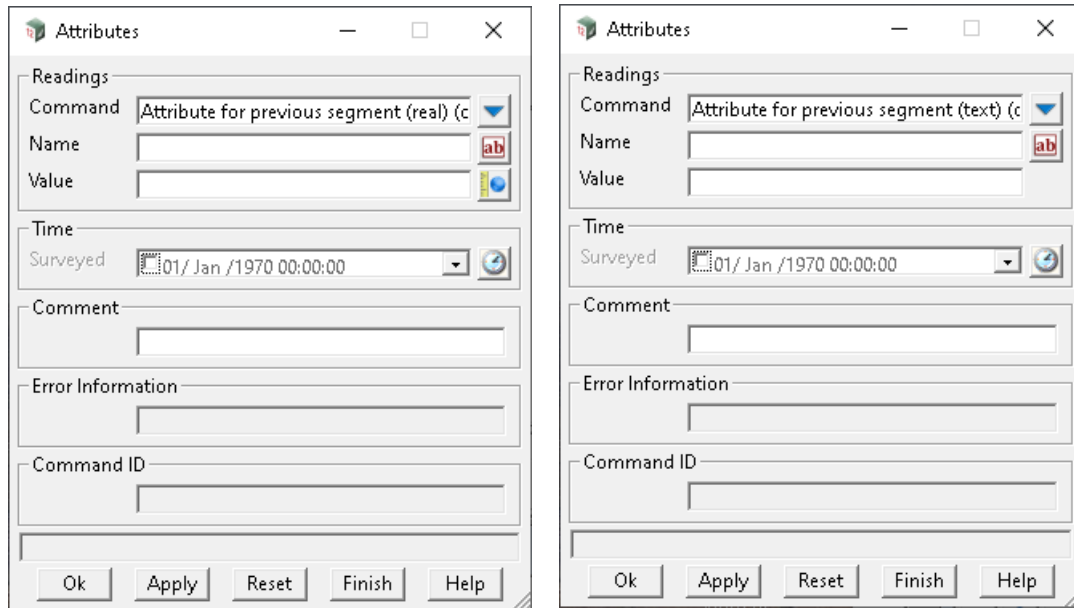 Attributes
Readings
Command Attribute for previous segment (real) (c
Name ab
Value
Time
Surveyed 01/ Jan /1970 00:00:00
Comment
Error Information
Command ID
Ok Apply Reset Finish Help
Attributes
Readings
Command Attribute for previous segment (text) (c
Name ab
Value
Time
Surveyed 01/ Jan /1970 00:00:00
Comment
Error Information
Command ID
Ok Apply Reset Finish Help